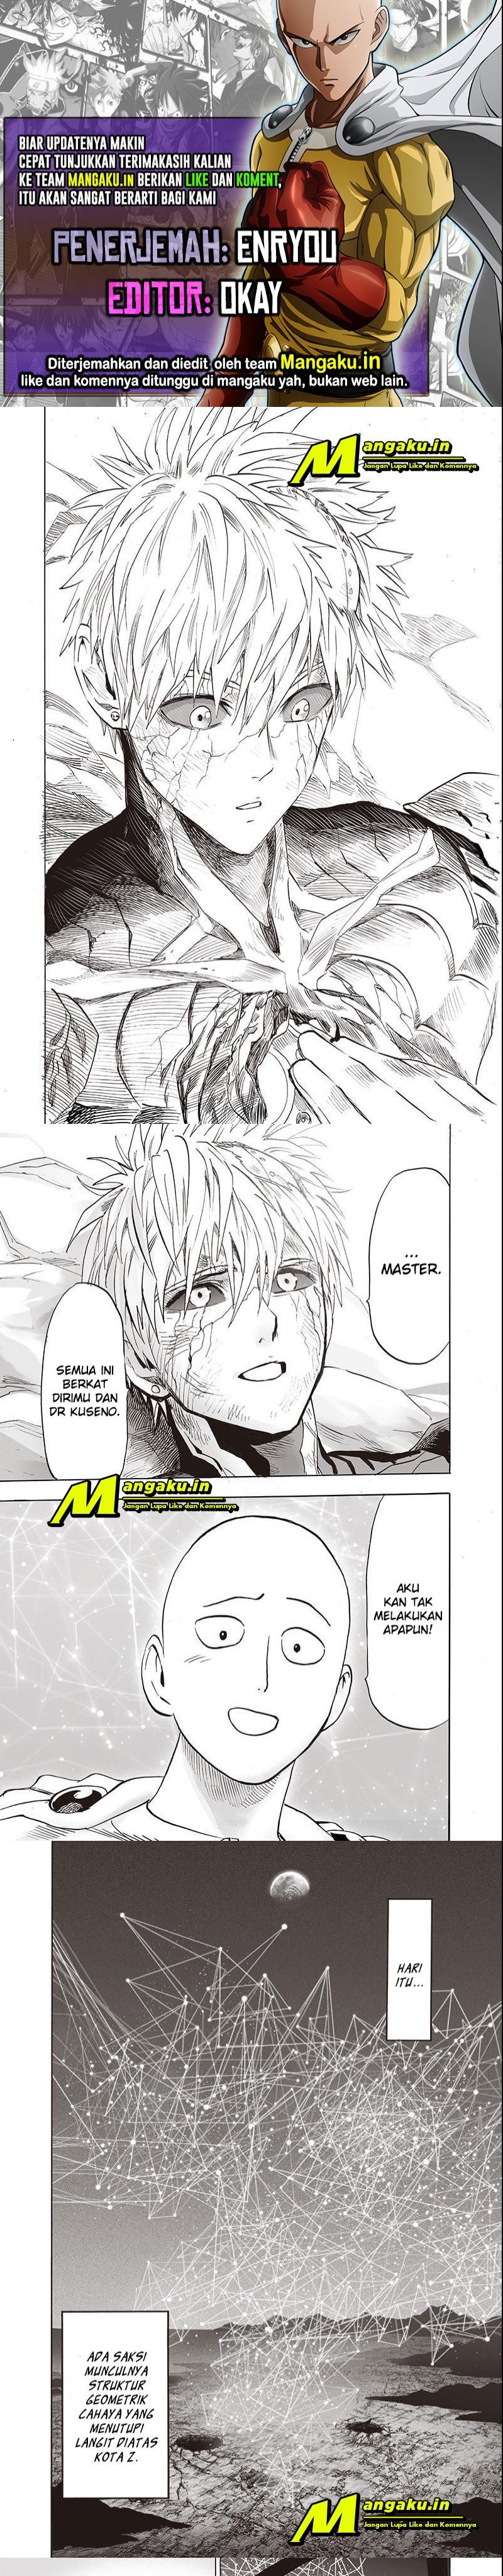 BIAR UPDATENYA MAKIN
CEPAT TUNJUKKAN TERIMAKASIH KALIAN
KE TEAM MANGAKU.IN BERIKAN LIKE DAN KOMENT,
ITU AKAN SANGAT BERARTI BAGI KAMI
PENERJEMAH: ENRYOU
EDITOR: OKAY
Diterjemahkan dan diedit oleh team Mangaku.in
like dan komennya ditunggu di mangaku yah, bukan web lain.
Mangaku.in
Jangan Lupa Like dan Komennya
...
MASTER.
SEMUA INI
BERKAT
DIRIMU DAN
DR KUSENO.
Mangaku.in
Jangan Lupa Like dan Komennya
AKU
KAN TAK
MELAKUKAN
APAPUN!
HARI
ITU...
ADA SAKSI
MUNCULNYA
STRUKTUR
GEOMETRIK
CAHAYA YANG
MENUTUPI
LANGIT DIATAS
KOTA Z.
Mangaku.in
Jangan Lupa Like dan Komennya